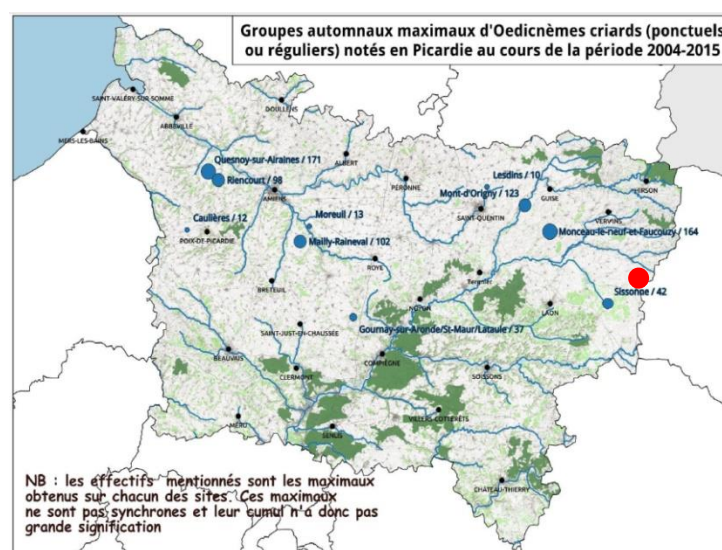 Groupes automnaux maximaux d'Oedicnèmes criards (ponctuels
ou réguliers) notés en Picardie au cours de la période 2004-2015
SAINT-VALÉRY-SUR-SOMME
DOULLENS
ABBEVILLE
MERS-LES-BAINS
ALBERT
Quesnoy-sur-Airaines / 171
Riencourt / 98
PÉRONNE
Lesdins / 10
HIRSON
Mont-d'Origny / 123
GUISE
AMIENS
SAINT-QUENTIN
VERVINS
Caulières / 12
Moreuil / 13
Monceau-le-neuf-et-Faucouzy / 164
POIX-DE-PICARDIE
Mailly-Raineval / 102
ROYE
BRETEUIL
Tergnier
Sissonne / 42
NOYON
LAON
SAINT-JUST-EN-CHAUSSÉE
Gournay-sur-Aronde/St-Maur/Lataule / 37
BEAUVAIS
COMPIÈGNE
CLERMONT
SOISSONS
VILLERS-COTTERÊTS
MÉRU
SENLIS
CHÂTEAU-THIERRY
NB : les effectifs mentionnés sont les maximaux
obtenus sur chacun des sites. Ces maximaux
ne sont pas synchrones et leur cumul n'a donc pas
grande signification